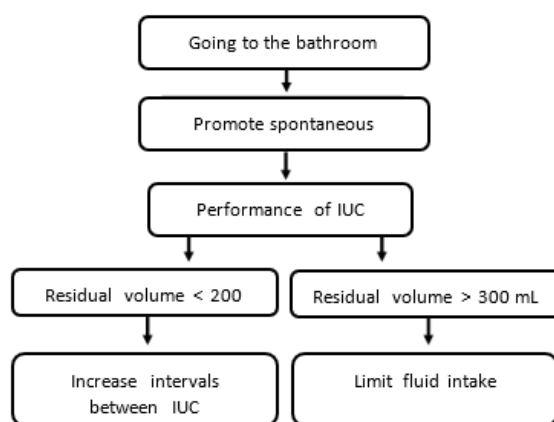 Going to the bathroom
Promote spontaneous
Performance of IUC
Residual volume < 200
Residual volume > 300 mL
Increase intervals
between IUC
Limit fluid intake